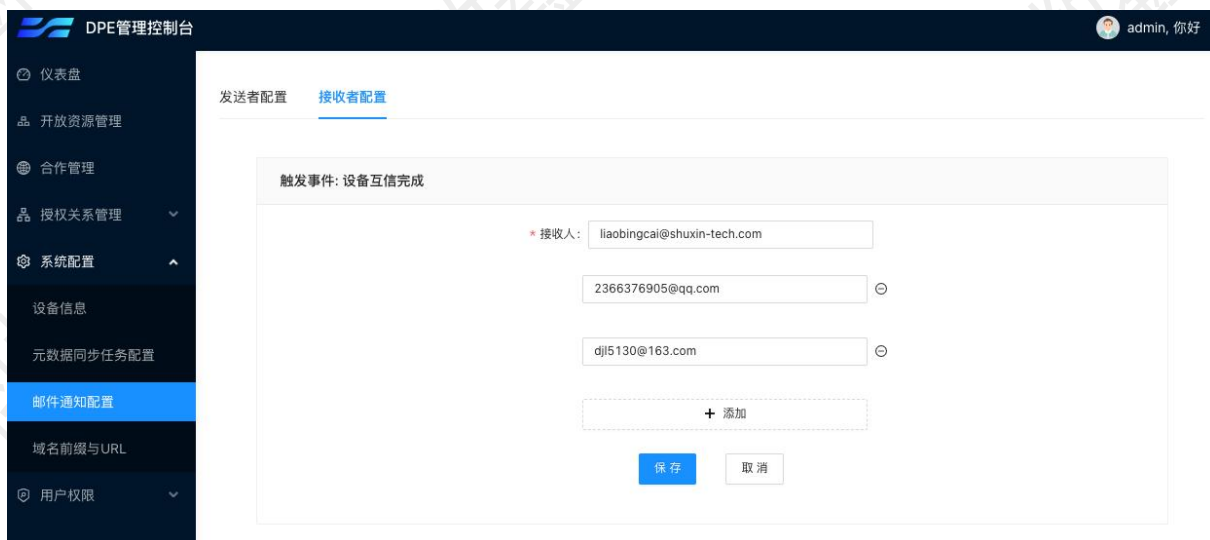 DPE管理控制台
admin, 你好
仪表盘
开放资源管理
合作管理
授权关系管理
系统配置
设备信息
元数据同步任务配置
邮件通知配置
域名前缀与URL
用户权限
发送者配置 接收者配置
触发事件: 设备互信完成
* 接收人: liaobingcai@shuxin-tech.com
2366376905@qq.com
djl5130@163.com
+ 添加
保存 取消